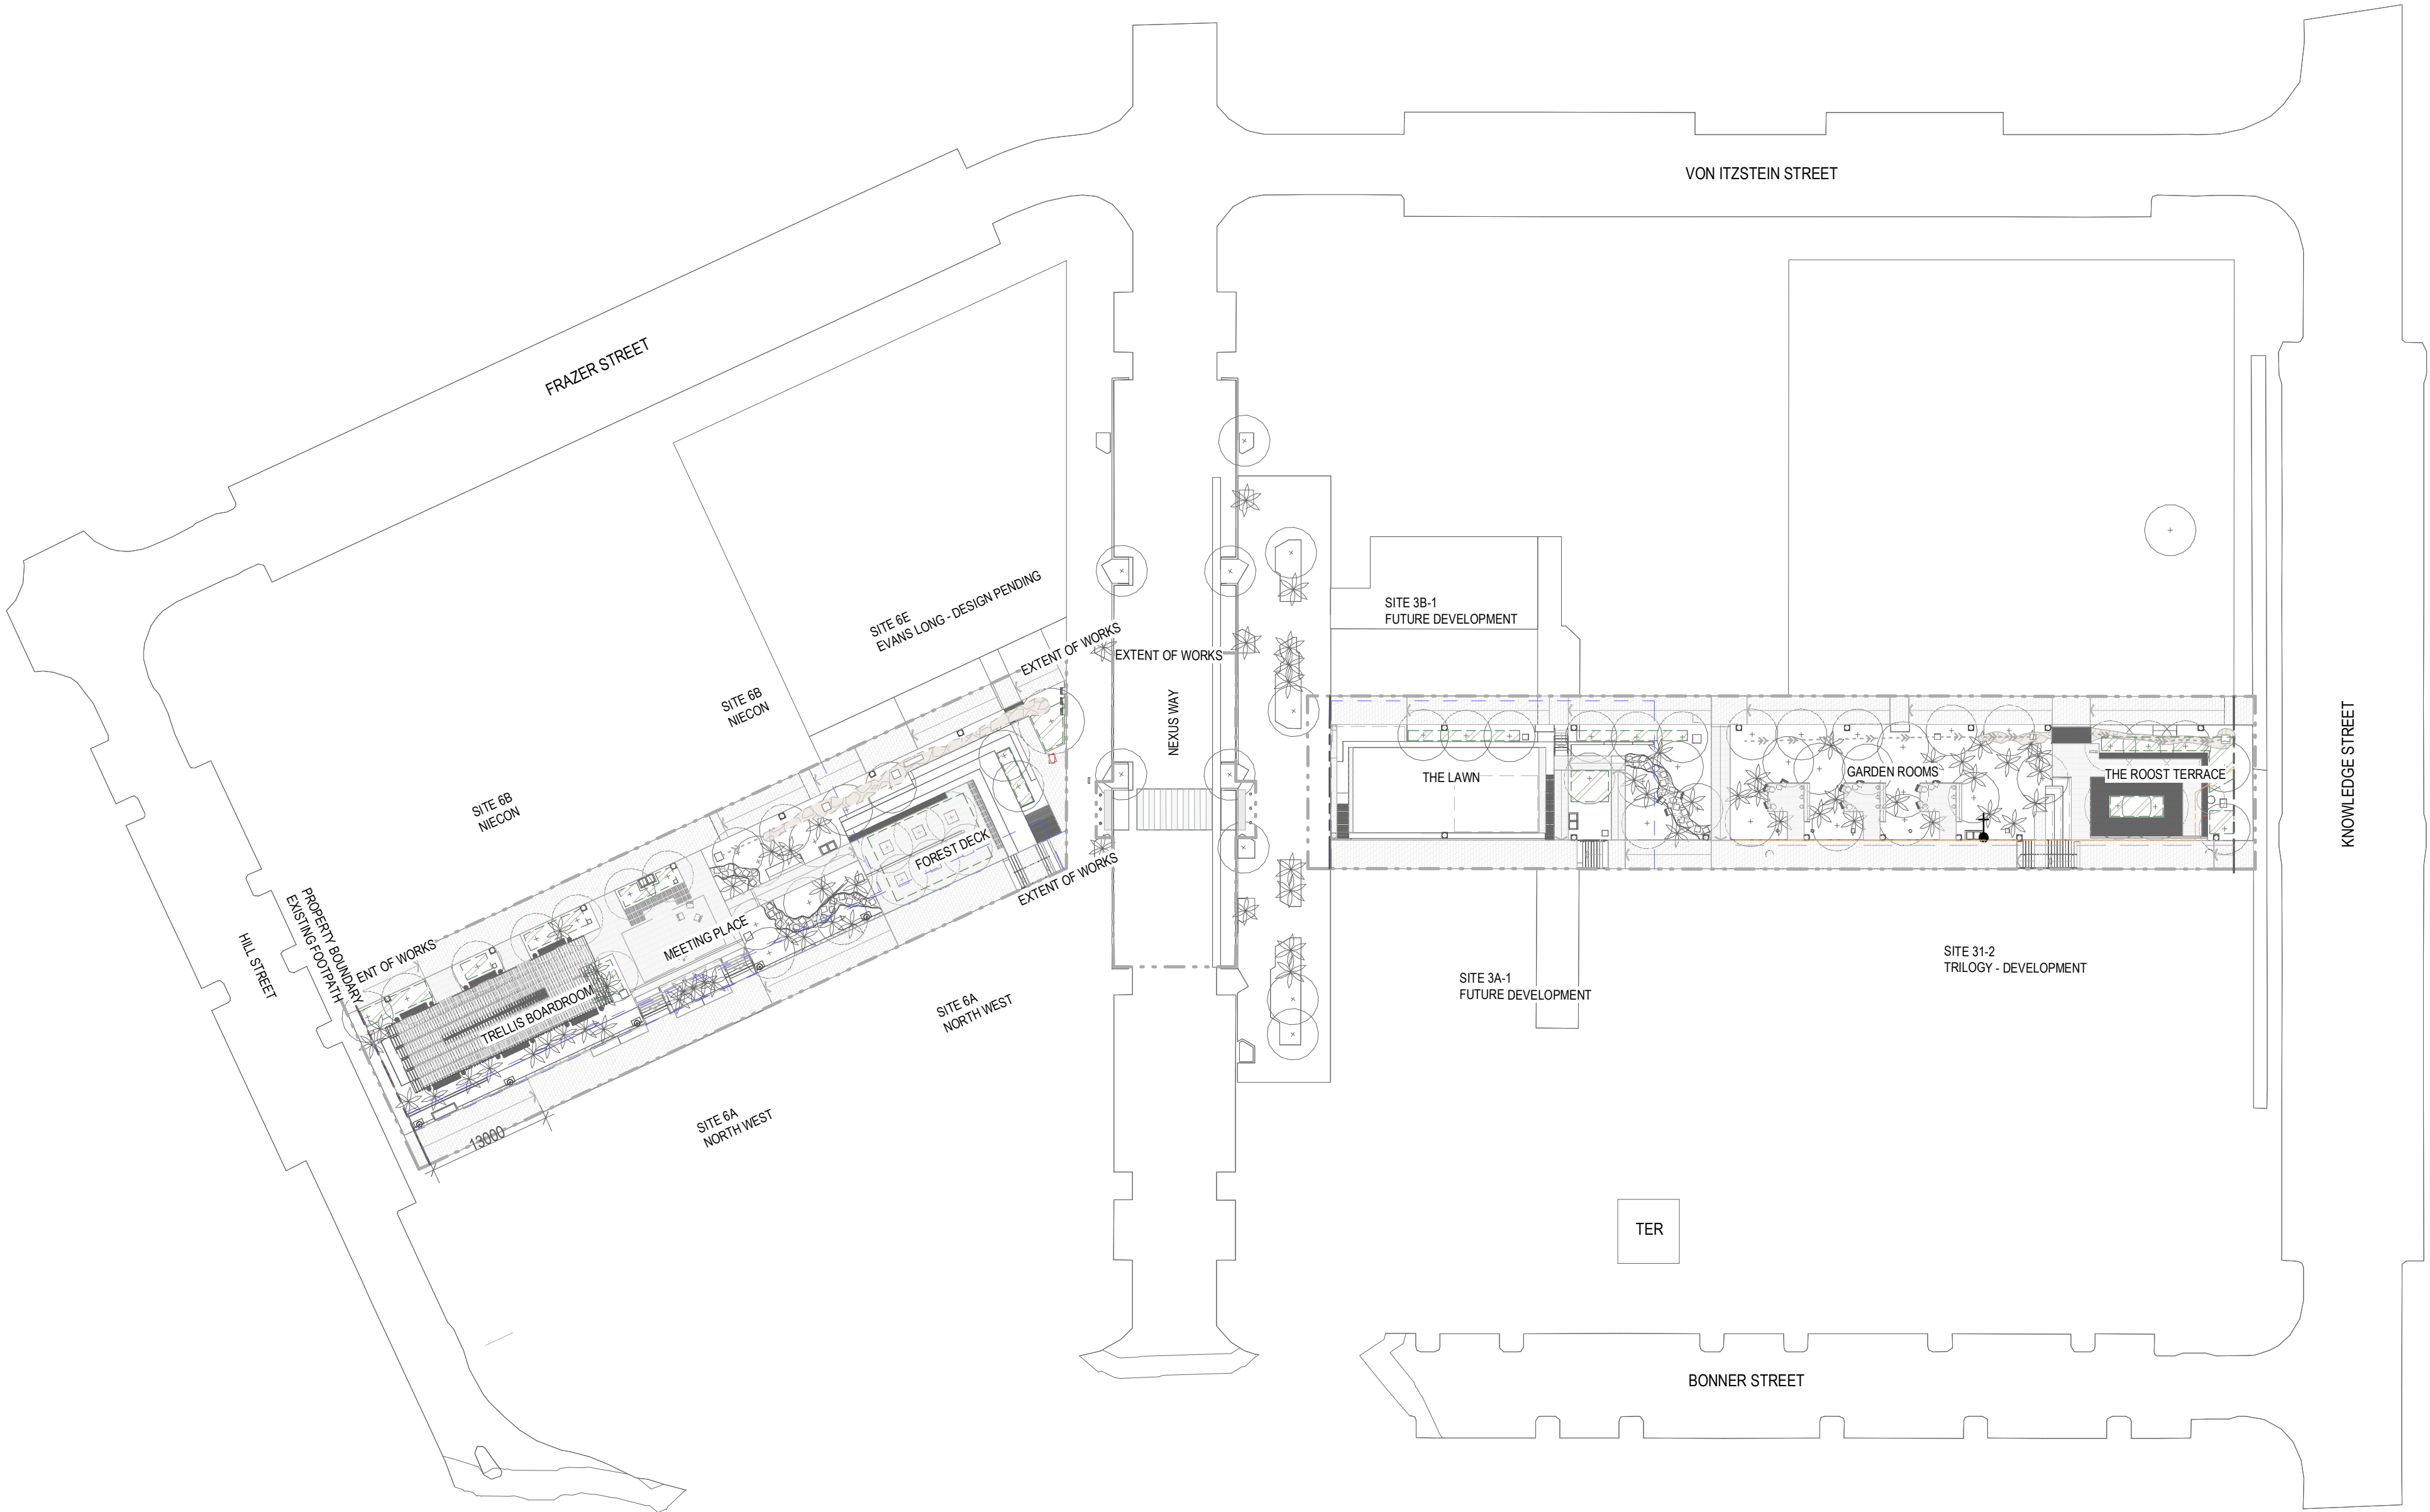 VON ITZSTEIN STREET
FRAZER STREET
SITE 6E
EVANS LONG - DESIGN PENDING
SITE 3B-1
FUTURE DEVELOPMENT
EXTENT OF WORKS
EXTENT OF WORKS
SITE 6B
NIECON
NEXUS WAY
KNOWLEDGE STREET
THE LAWN
GARDEN ROOMS
THE ROOST TERRACE
SITE 6B
NIECON
FOREST DECK
EXTENT OF WORKS
MEETING PLACE
PROPERTY BOUNDARY
EXISTING FOOTPATH
ENT OF WORKS
HILL STREET
TRELLIS BOARDROOM
SITE 6A
NORTH WEST
SITE 3A-1
FUTURE DEVELOPMENT
SITE 31-2
TRILOGY - DEVELOPMENT
SITE 6A
NORTH WEST
13000
TER
BONNER STREET